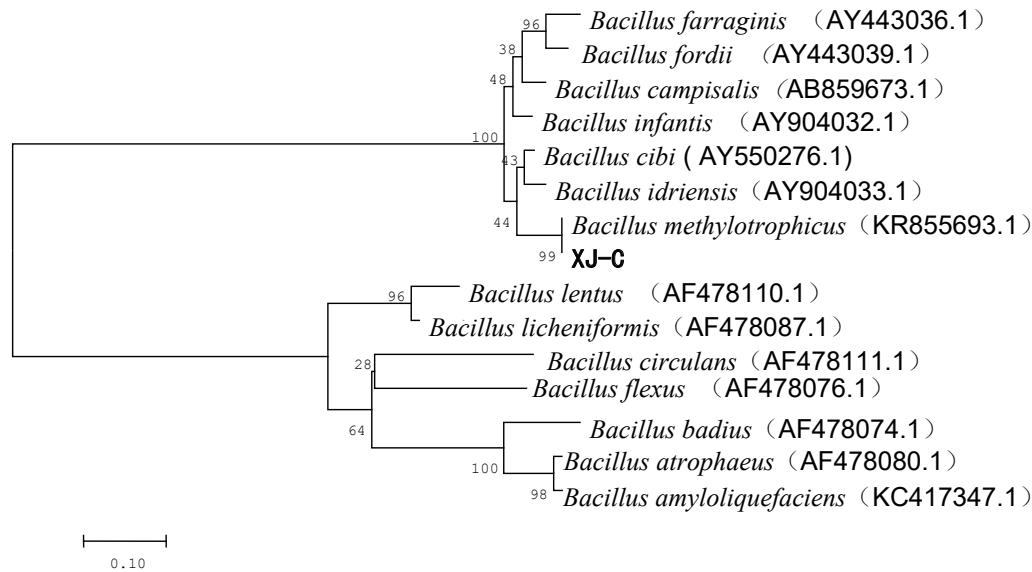 96 Bacillus farraginis （AY443036.1）
Bacillus fordii （AY443039.1）
38
Bacillus campisalis （AB859673.1）
48
Bacillus infantis （AY904032.1）
100
Bacillus cibi ( AY550276.1)
43
Bacillus idriensis （AY904033.1）
44
Bacillus methylotrophicus （KR855693.1）
99 XJ-C
Bacillus lentus （AF478110.1）
96
Bacillus licheniformis （AF478087.1）
Bacillus circulans （AF478111.1）
28
Bacillus flexus （AF478076.1）
64
Bacillus badius （AF478074.1）
Bacillus atrophaeus （AF478080.1）
100
98 Bacillus amyloliquefaciens （KC417347.1）
0.10